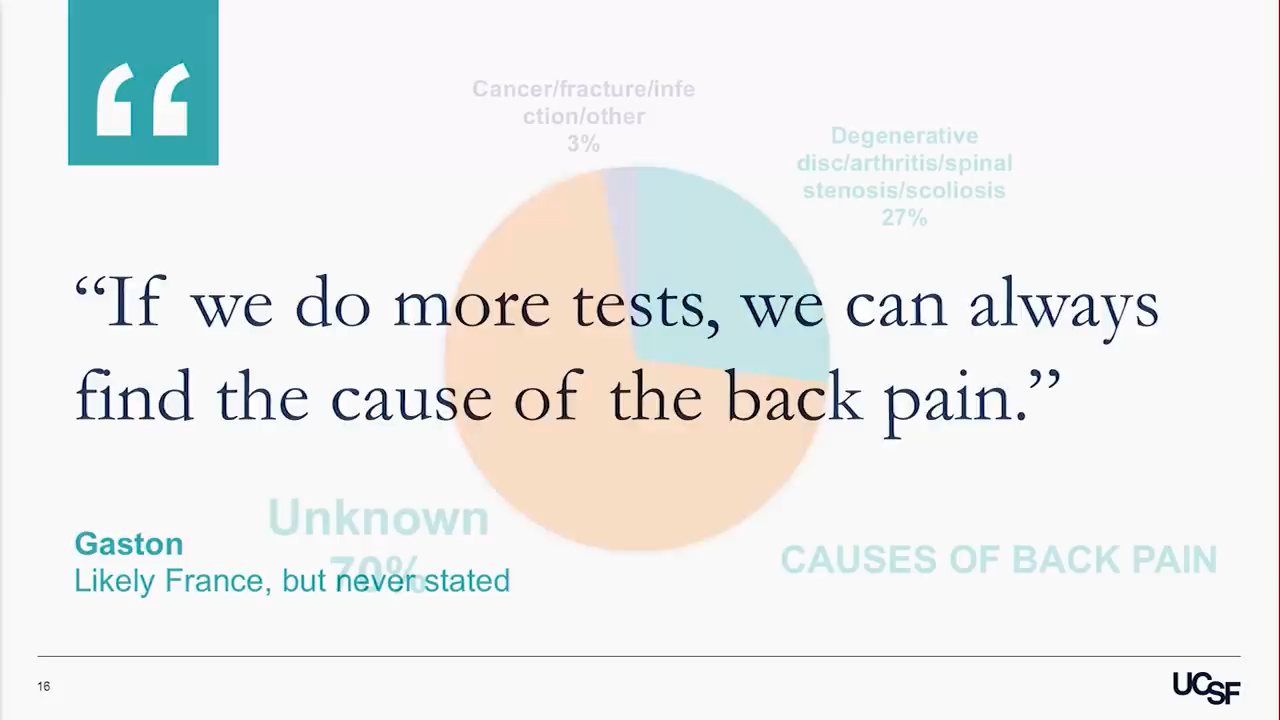 “
Cancer/fracture/infe
ction/other
3%
Degenerative
disc/arthritis/spinal
stenosis/scoliosis
27%
“If we do more tests, we can always
find the cause of the back pain.”
Unknown
70%
Gaston
Likely France, but never stated
CAUSES OF BACK PAIN
16
UCSF